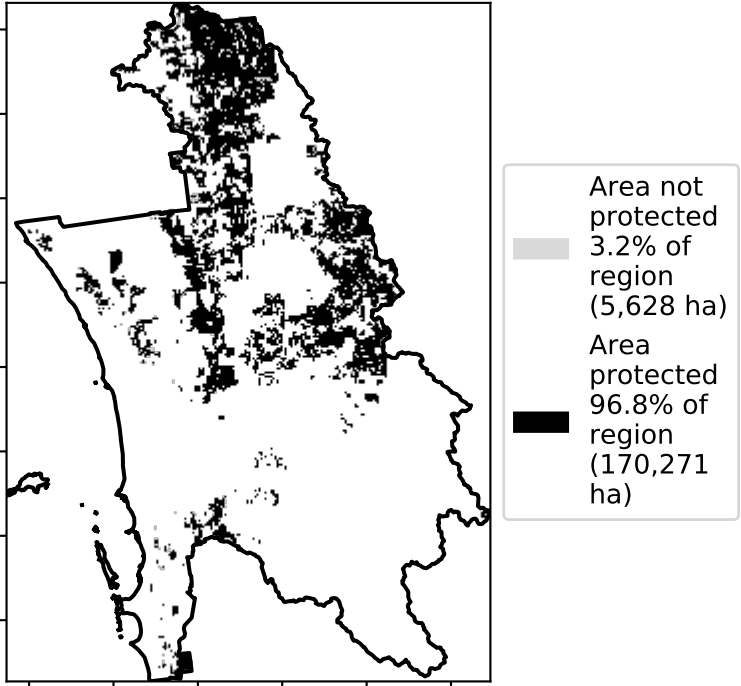 Area not
protected
3.2% of
region
(5,628 ha)
Area
protected
96.8% of
region
(170,271
ha)